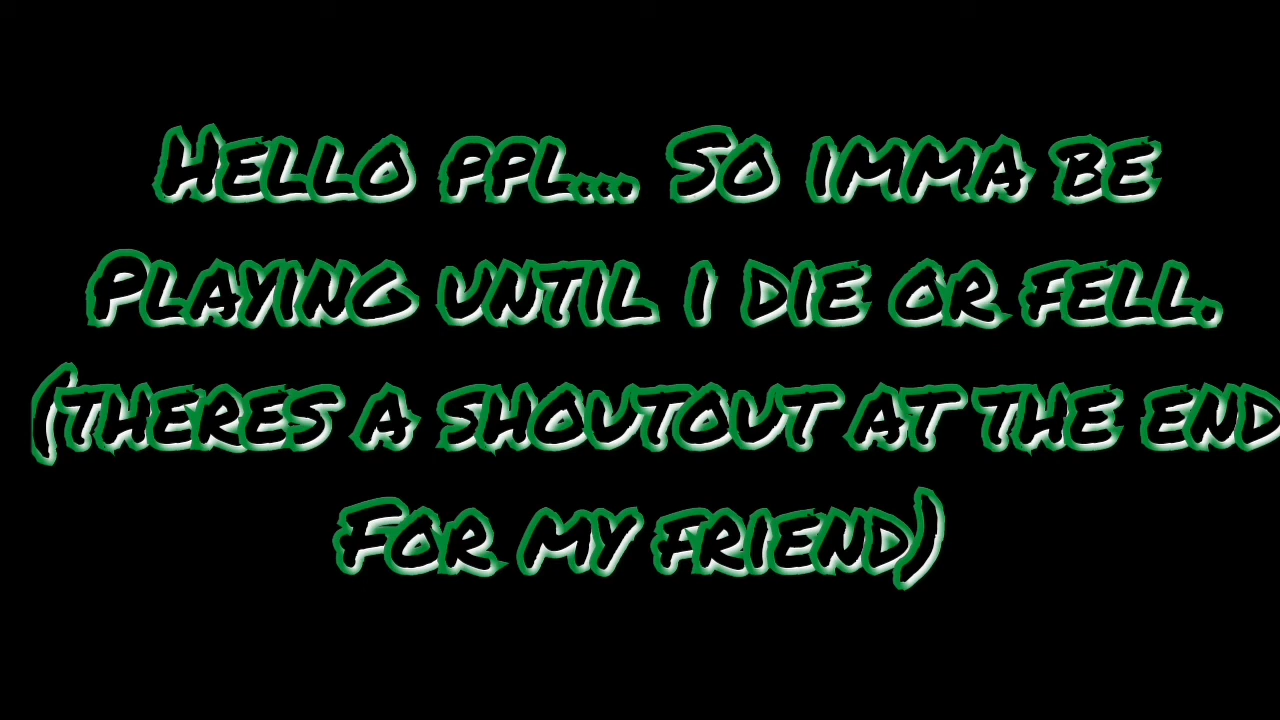 Hello ppl... So imma be
Playing until i die or fell.
(theres a shoutout at the end
For my friend)